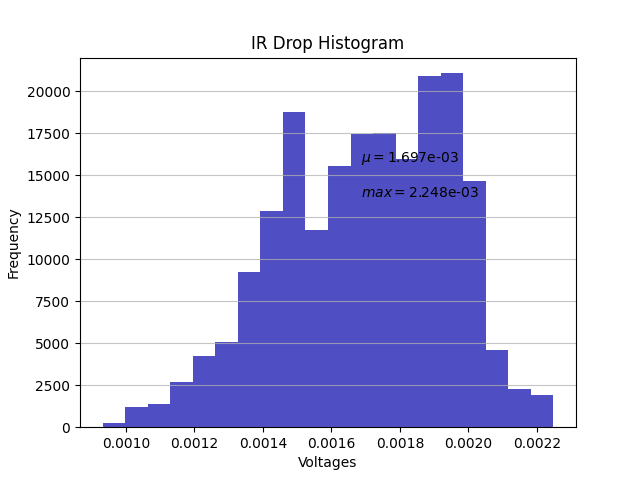 IR Drop Histogram
20000
17500
15000
12500
10000
7500
5000
2500
0
Frequency
μ = 1.697e-03
max = 2.248e-03
0.0010 0.0012 0.0014 0.0016 0.0018 0.0020 0.0022
Voltages